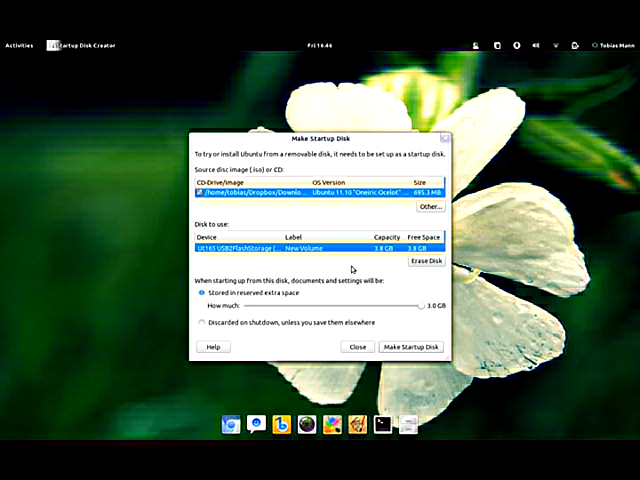 Activities Startup Disk Creator Fri 16:46 Tobias Mann
Make Startup Disk
To try or install Ubuntu from a removable disk, it needs to be set up as a startup disk.
Source disc image (.iso) or CD:
CD-Drive/Image OS Version Size
/home/tobias/Dropbox/Downlo... Ubuntu 11.10 "Oneiric Ocelot" ... 695.3 MB
Other...
Disk to use:
Device Label Capacity Free Space
Ut165 USB2FlashStorage (... New Volume 3.8 GB 3.8 GB
Erase Disk
When starting up from this disk, documents and settings will be:
Stored in reserved extra space
How much: 3.0 GB
Discarded on shutdown, unless you save them elsewhere
Help Close Make Startup Disk